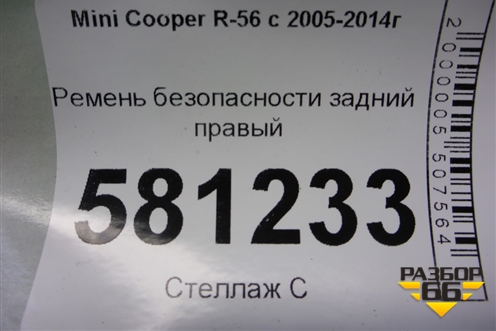 Mini Cooper R-56 с 2005-2014г
Ремень безопасности задний
правый
581233
Стеллаж С
2000005507564
РАЗБОР
66